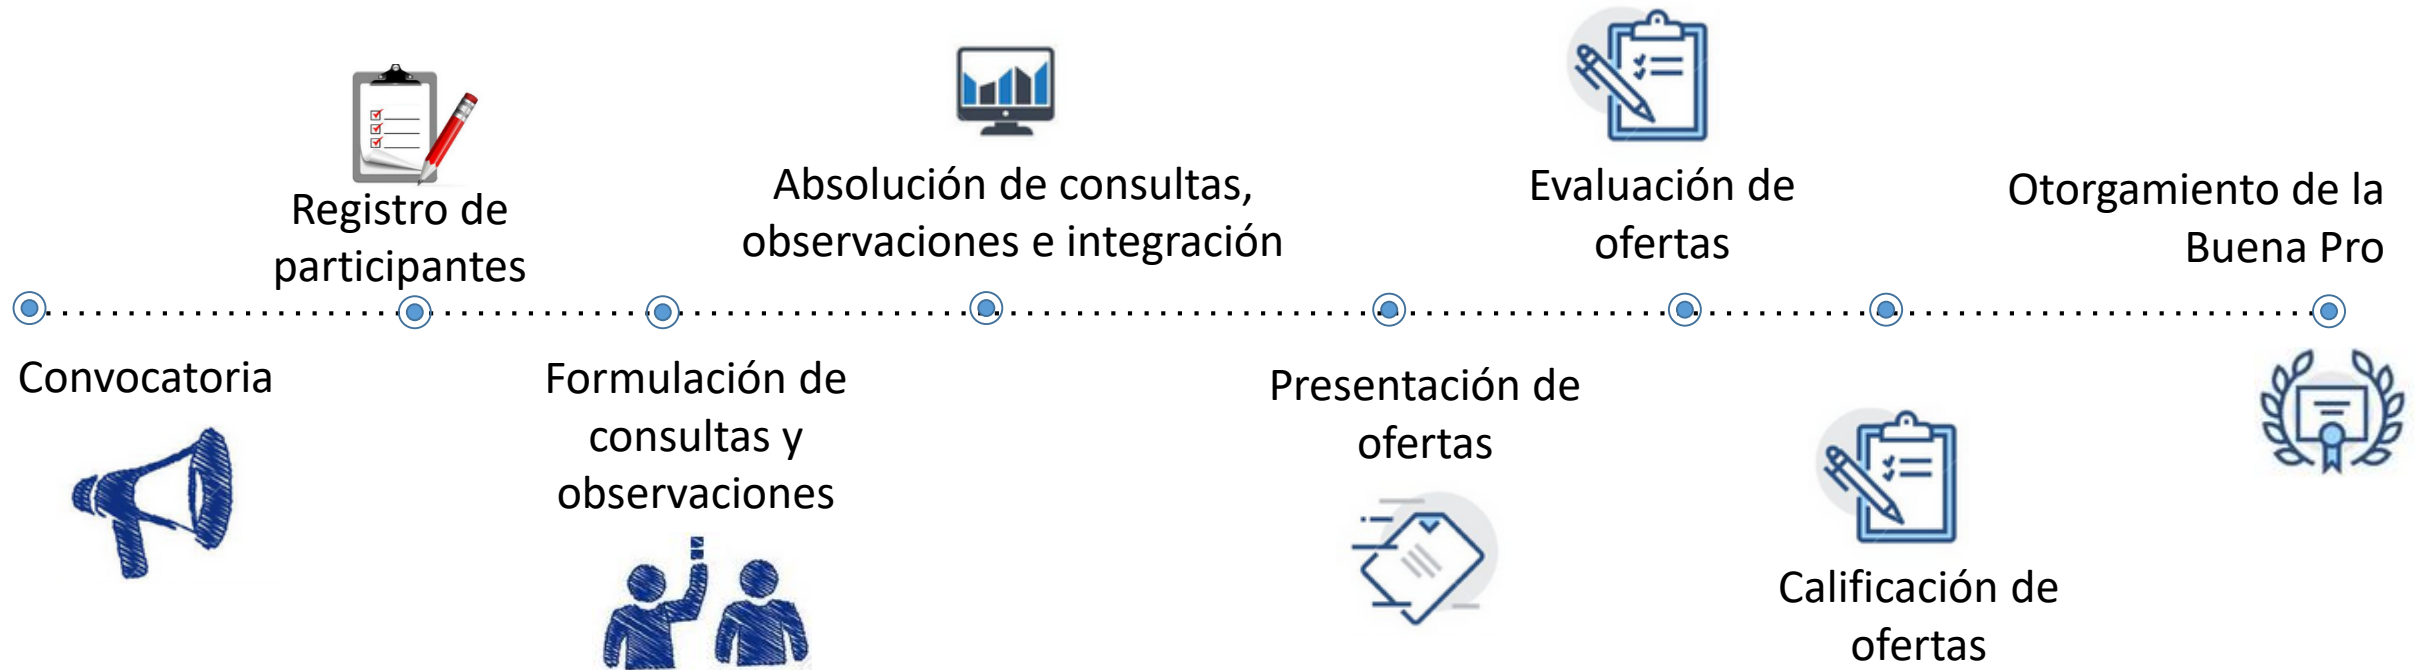 Convocatoria
Registro de
participantes
Formulación de
consultas y
observaciones
Absolución de consultas,
observaciones e integración
Presentación de
ofertas
Evaluación de
ofertas
Calificación de
ofertas
Otorgamiento de la
Buena Pro